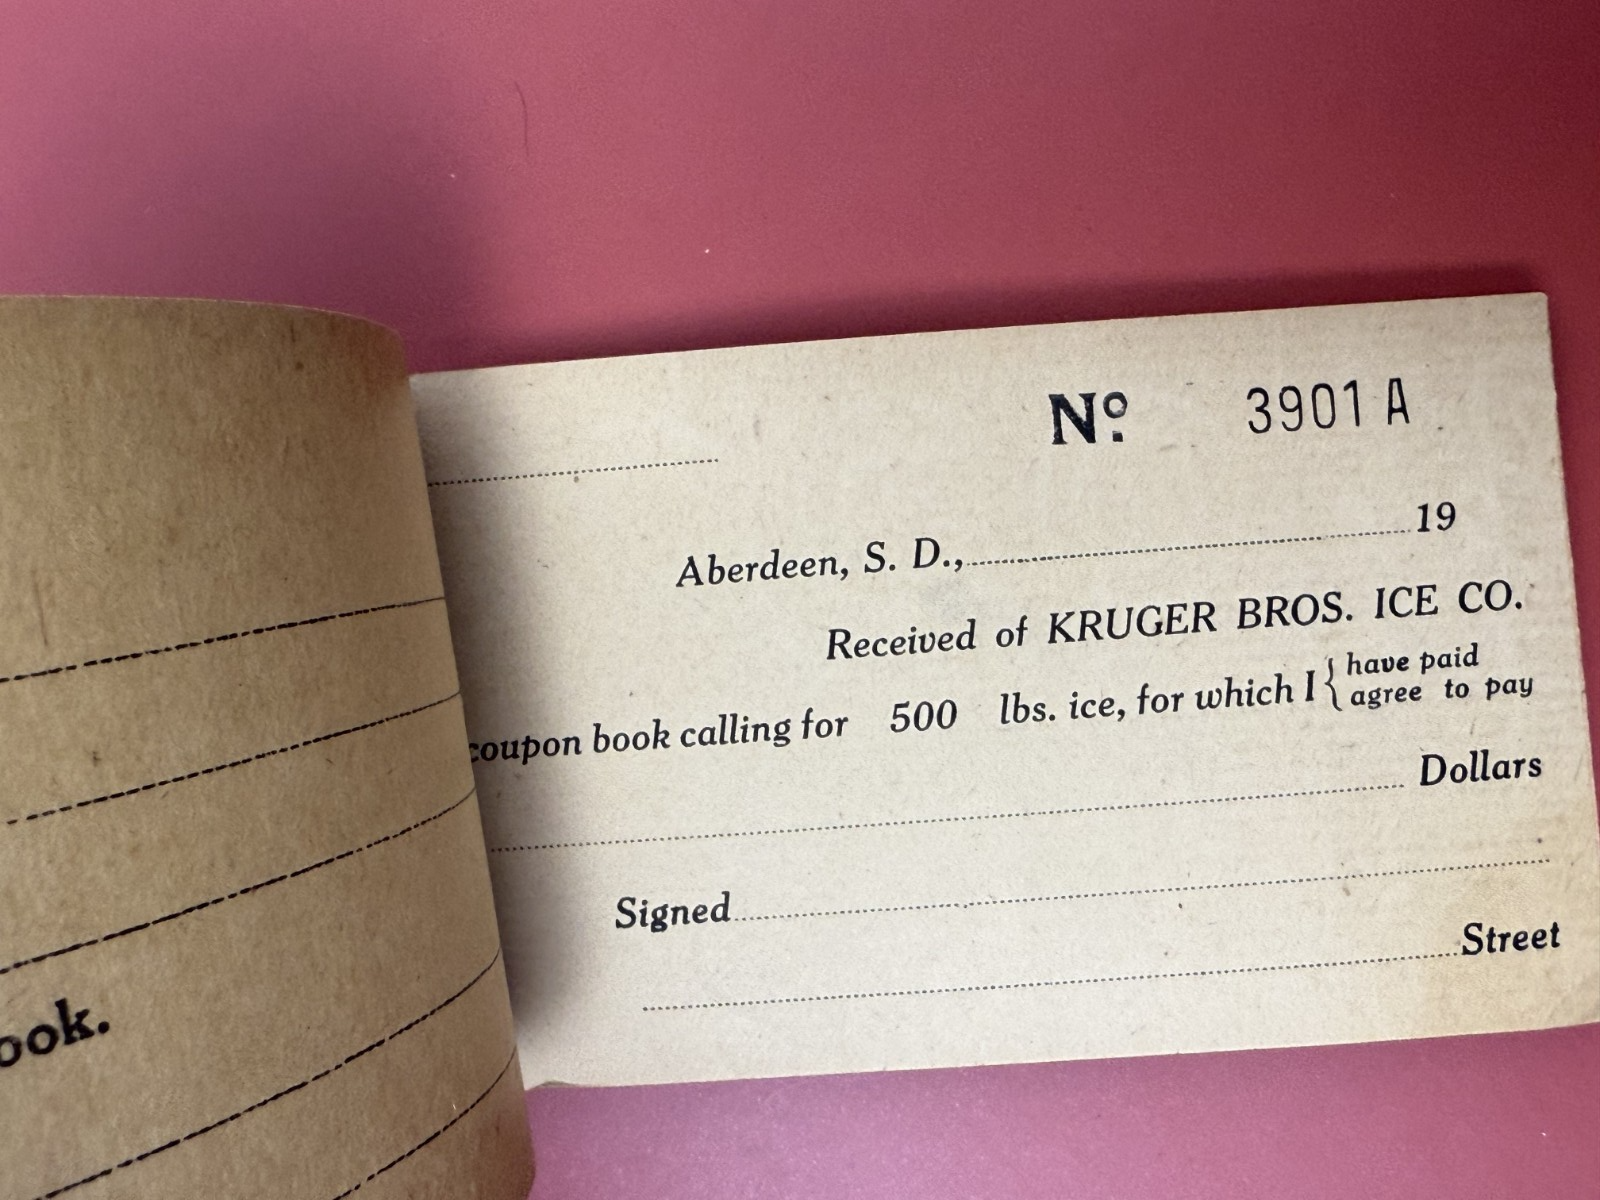 Nº 3901 A
Aberdeen, S. D., 19
Received of KRUGER BROS. ICE CO.
coupon book calling for 500 lbs. ice, for which I { have paid
agree to pay
Dollars
Signed
Street
ook.